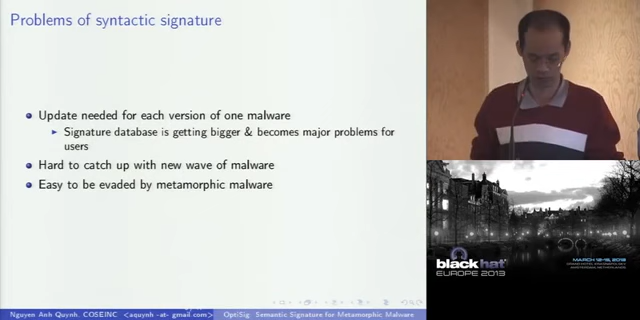 Problems of syntactic signature
Update needed for each version of one malware
Signature database is getting bigger & becomes major problems for
users
Hard to catch up with new wave of malware
Easy to be evaded by metamorphic malware
Nguyen Anh Quynh, COSEINC <aquynh -at- gmail.com>
OptiSig Semantic Signature for Metamorphic Malware
black hat
EUROPE 2013